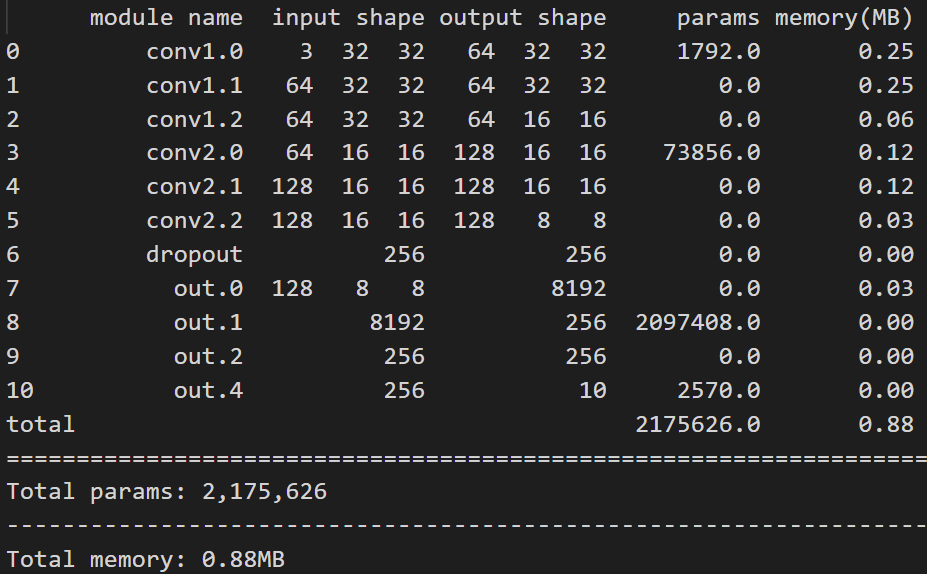 module name input shape output shape params memory(MB)
0 conv1.0 3 32 32 64 32 32 1792.0 0.25
1 conv1.1 64 32 32 64 32 32 0.0 0.25
2 conv1.2 64 32 32 64 16 16 0.0 0.06
3 conv2.0 64 16 16 128 16 16 73856.0 0.12
4 conv2.1 128 16 16 128 16 16 0.0 0.12
5 conv2.2 128 16 16 128 8 8 0.0 0.03
6 dropout 256 256 0.0 0.00
7 out.0 128 8 8 8192 0.0 0.03
8 out.1 8192 256 2097408.0 0.00
9 out.2 256 256 0.0 0.00
10 out.4 256 10 2570.0 0.00
total 2175626.0 0.88
==================================================================
Total params: 2,175,626
------------------------------------------------------------------
Total memory: 0.88MB